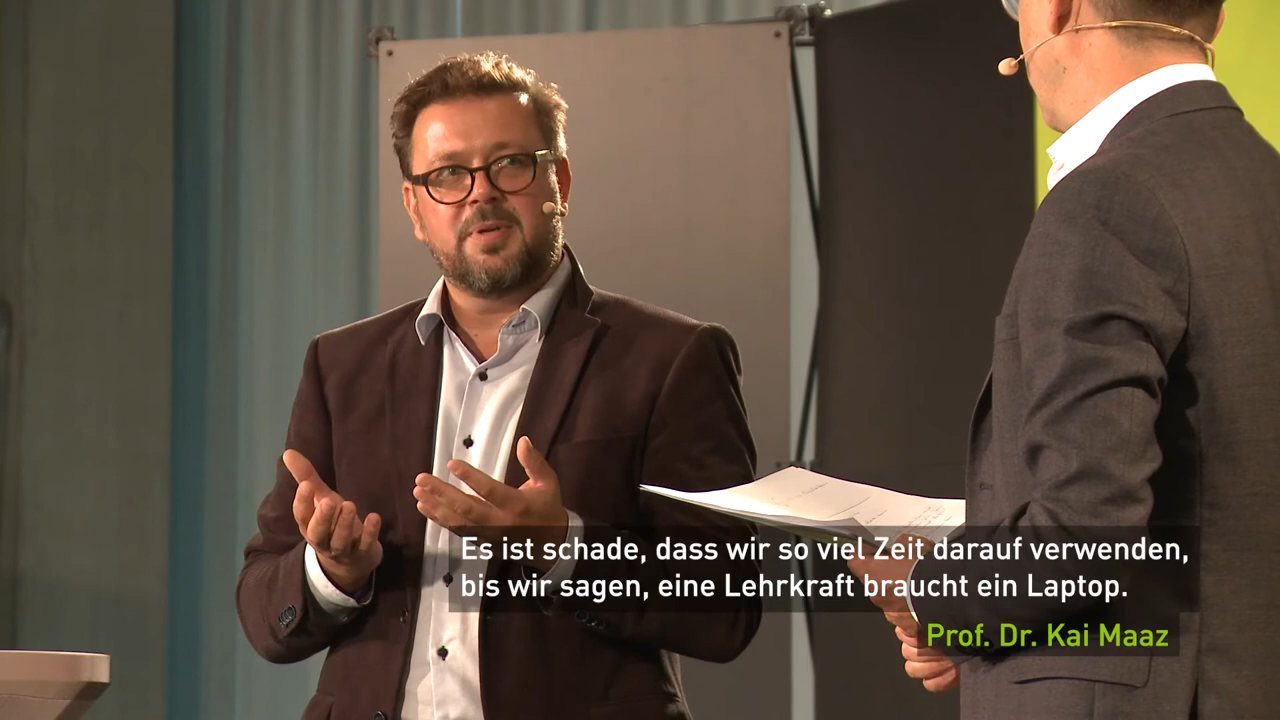 Es ist schade, dass wir so viel Zeit darauf verwenden,
bis wir sagen, eine Lehrkraft braucht ein Laptop.
Prof. Dr. Kai Maaz